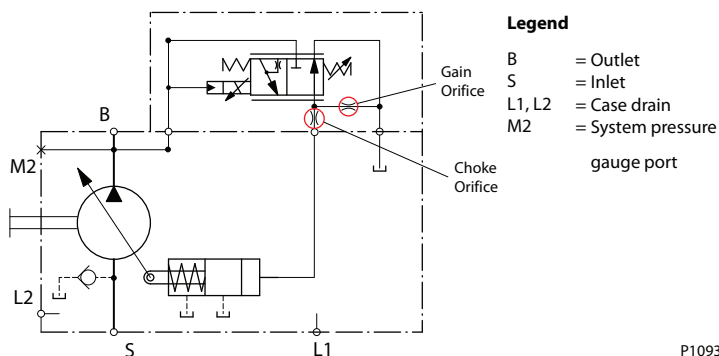 Legend
B = Outlet
S = Inlet
L1, L2 = Case drain
M2 = System pressure
gauge port
Gain
Orifice
B
M2
Choke
Orifice
L2
S
L1
P1093